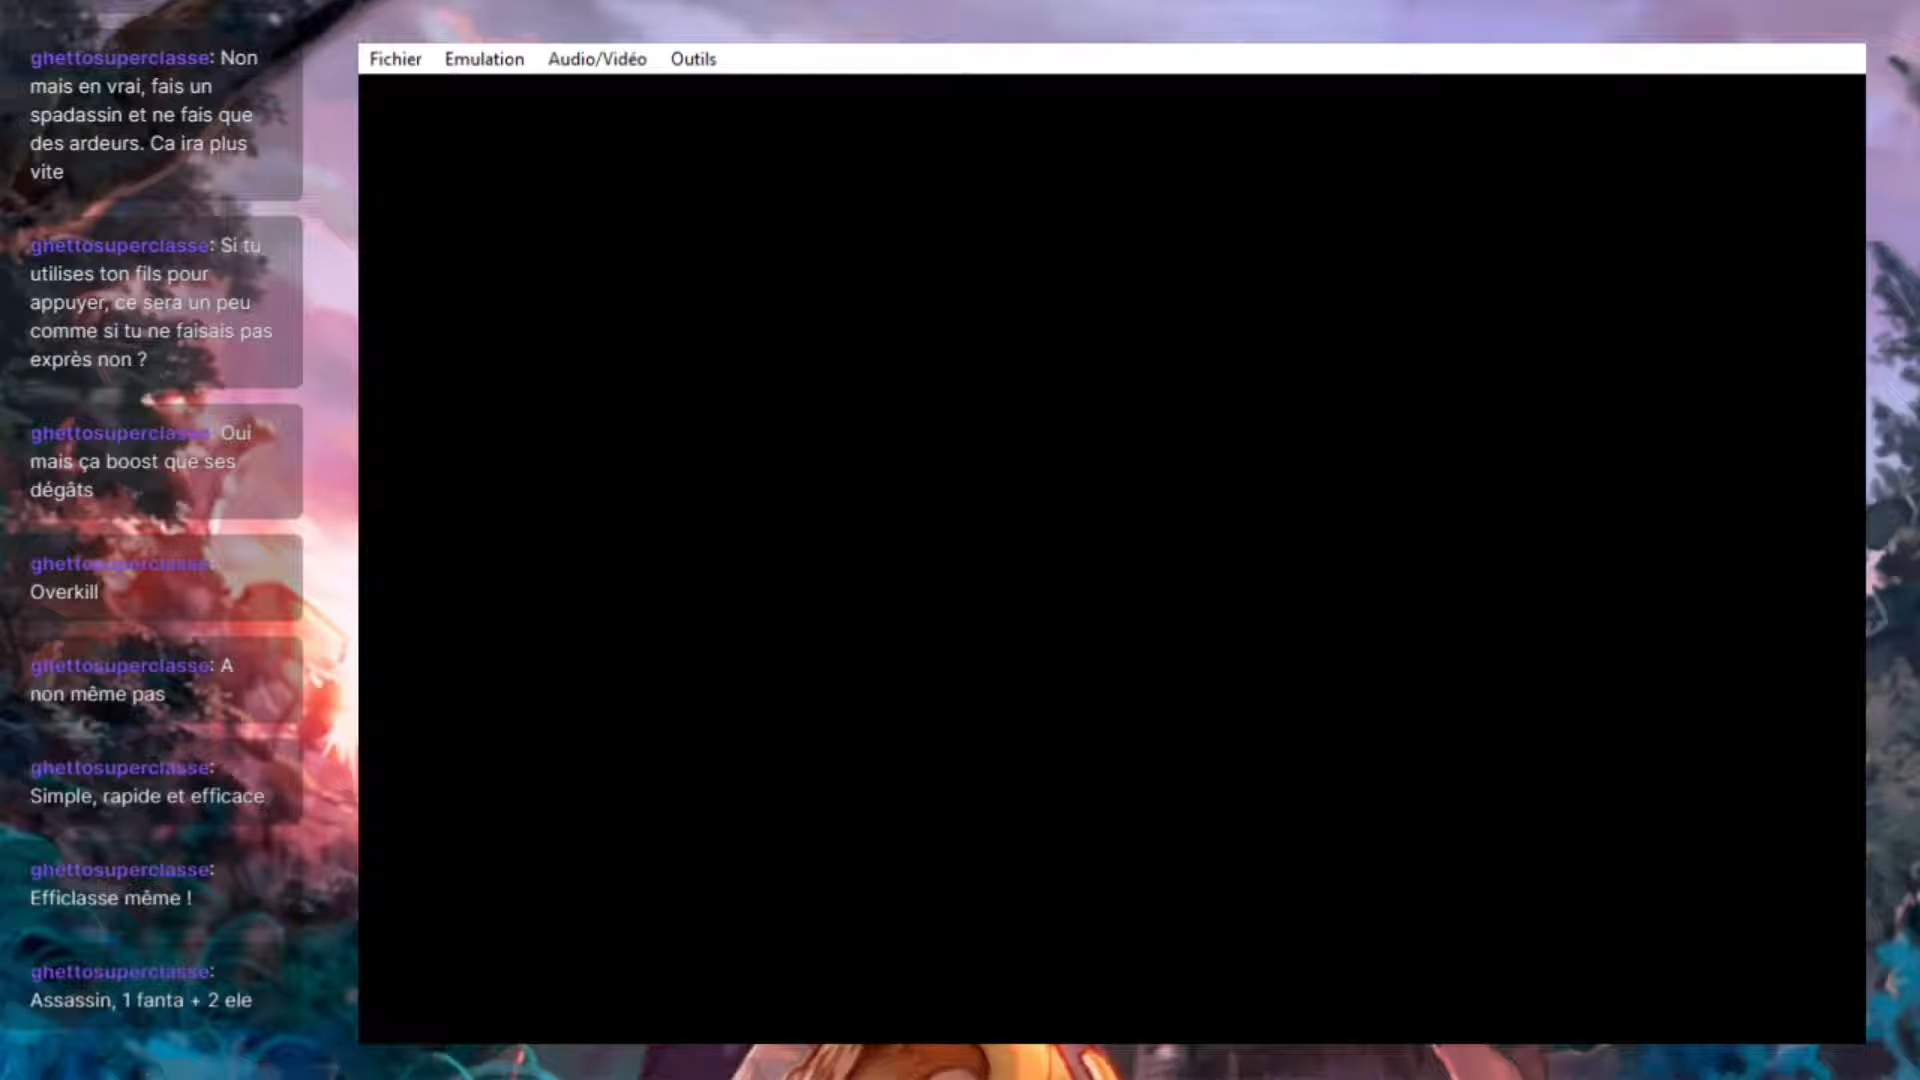 ghettosuperclasse: Non
mais en vrai, fais un
spadassin et ne fais que
des ardeurs. Ca ira plus
vite
ghettosuperclasse: Si tu
utilises ton fils pour
appuyer, ce sera un peu
comme si tu ne faisais pas
exprès non ?
ghettosuperclasse: Oui
mais ça boost que ses
dégâts
ghettosuperclasse:
Overkill
ghettosuperclasse: A
non même pas
ghettosuperclasse:
Simple, rapide et efficace
ghettosuperclasse:
Efficlasse même !
ghettosuperclasse:
Assassin, 1 fanta + 2 ele
Fichier Emulation Audio/Vidéo Outils